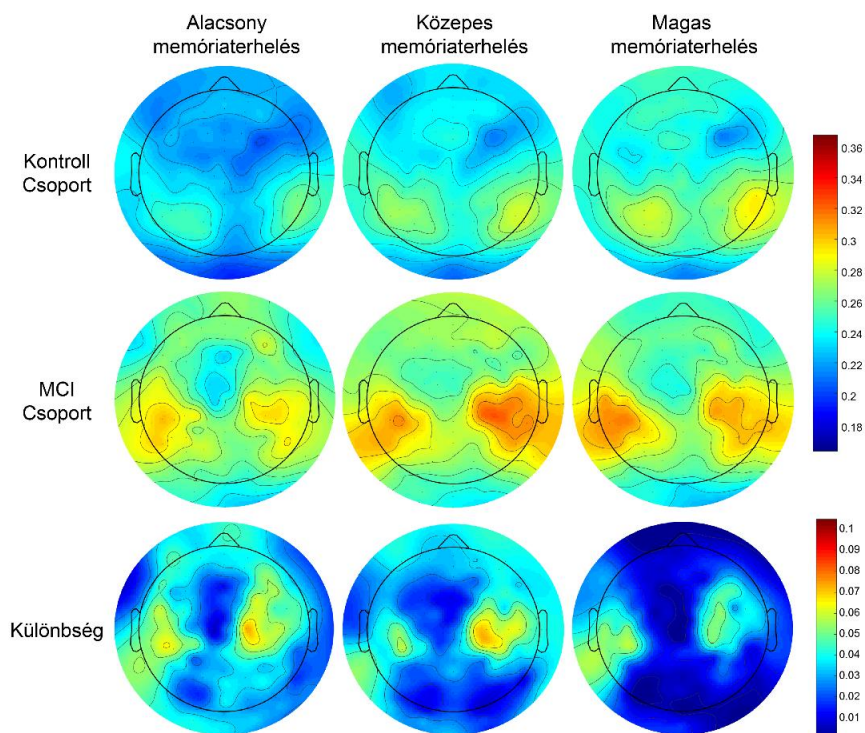 Alacsony
memóriaterhelés
Közepes
memóriaterhelés
Magas
memóriaterhelés
Kontroll
Csoport
0.36
0.34
0.32
0.3
0.28
0.26
0.24
0.22
0.2
0.18
MCI
Csoport
Különbség
0.1
0.09
0.08
0.07
0.06
0.05
0.04
0.03
0.02
0.01